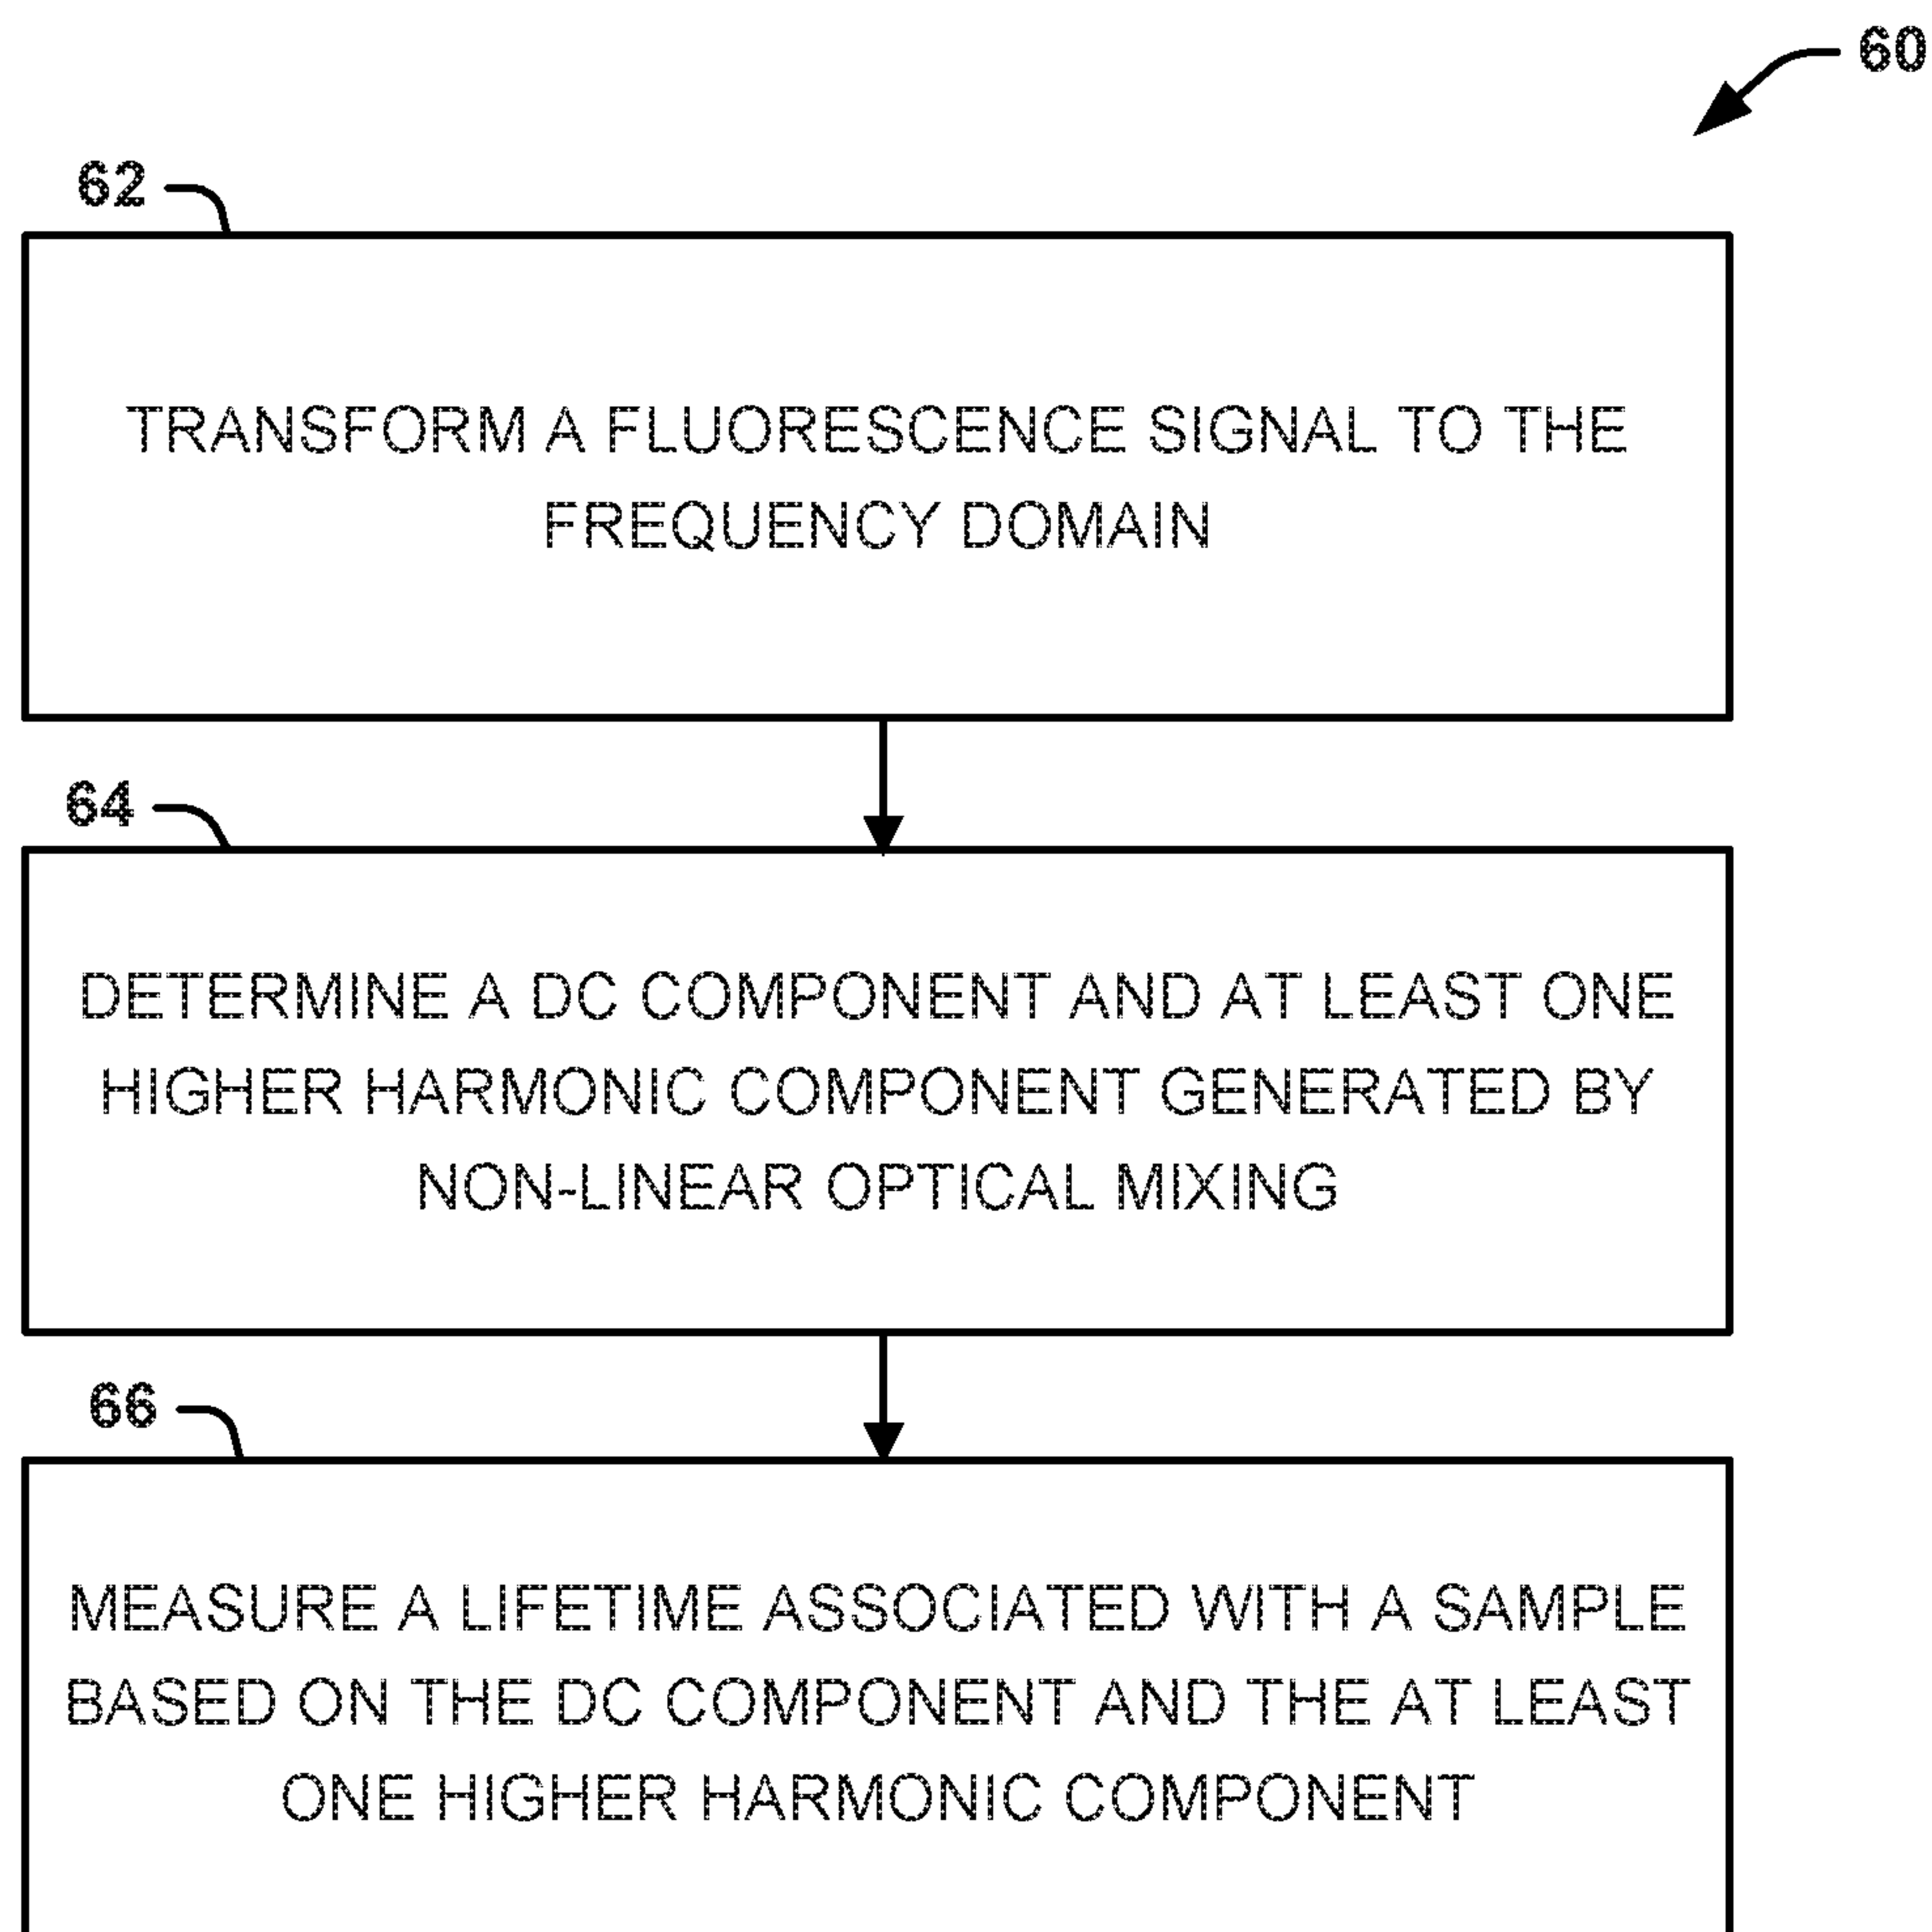 60
62
TRANSFORM A FLUORESCENCE SIGNAL TO THE
FREQUENCY DOMAIN
64
DETERMINE A DC COMPONENT AND AT LEAST ONE
HIGHER HARMONIC COMPONENT GENERATED BY
NON-LINEAR OPTICAL MIXING
66
MEASURE A LIFETIME ASSOCIATED WITH A SAMPLE
BASED ON THE DC COMPONENT AND THE AT LEAST
ONE HIGHER HARMONIC COMPONENT